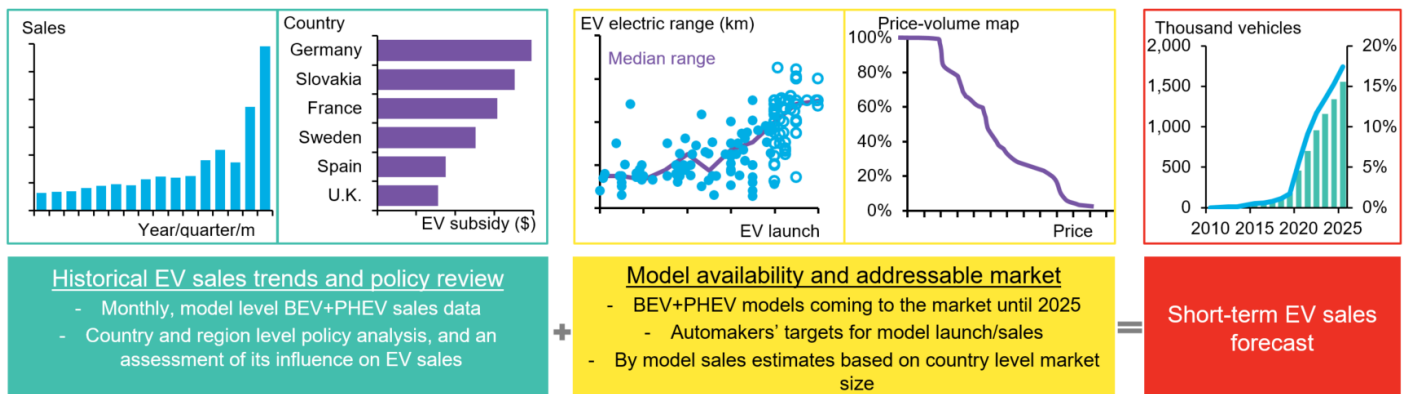 Sales
Year/quarter/m
Country
Germany
Slovakia
France
Sweden
Spain
U.K.
EV subsidy ($)
EV electric range (km)
Median range
EV launch
Price-volume map
100%
80%
60%
40%
20%
0%
Price
Thousand vehicles
2,000
1,500
1,000
500
0
20%
15%
10%
5%
0%
2010 2015 2020 2025
Historical EV sales trends and policy review
- Monthly, model level BEV+PHEV sales data
- Country and region level policy analysis, and an
assessment of its influence on EV sales
+
Model availability and addressable market
- BEV+PHEV models coming to the market until 2025
- Automakers' targets for model launch/sales
- By model sales estimates based on country level market
size
=
Short-term EV sales
forecast